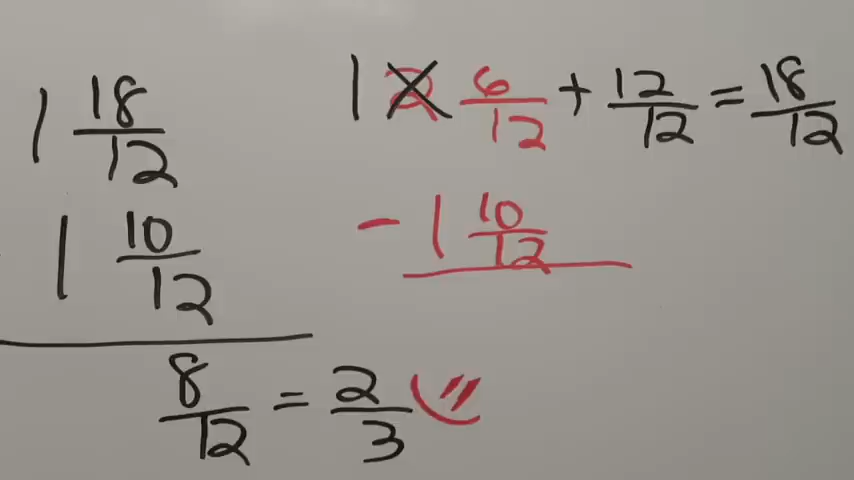 1 18/12
1 10/12
8/12 = 2/3
1 2 6/12 + 12/12 = 18/12
- 1 10/12